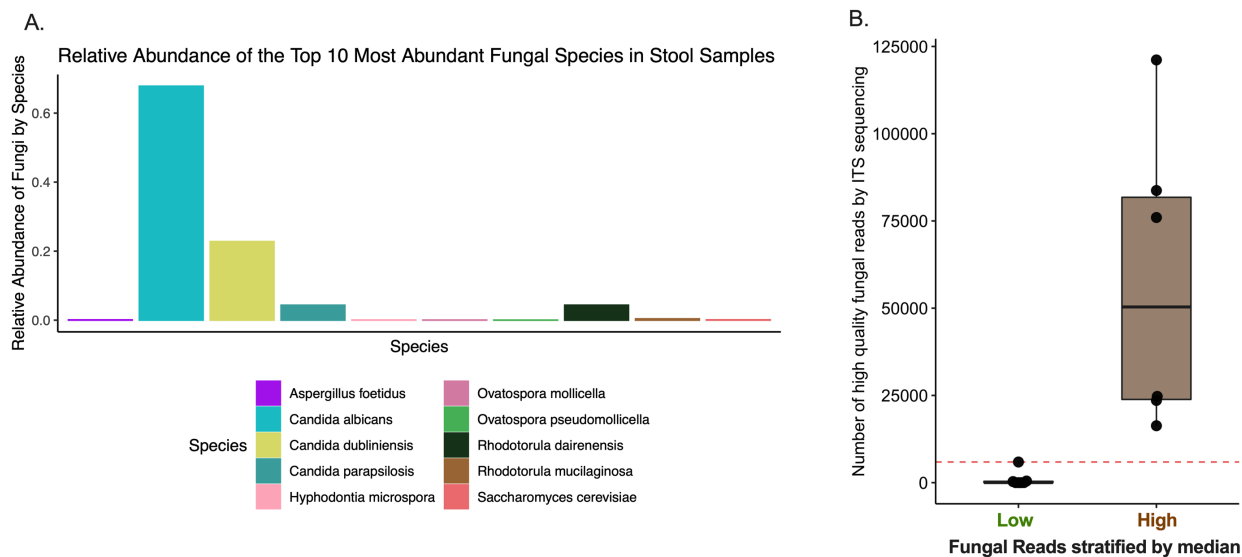 A.
Relative Abundance of the Top 10 Most Abundant Fungal Species in Stool Samples
Relative Abundance of Fungi by Species
0.6
0.4
0.2
0.0
Species
Species
Aspergillus foetidus
Candida albicans
Candida dubliniensis
Candida parapsilosis
Hyphodontia microspora
Ovatospora mollicella
Ovatospora pseudomollicella
Rhodotorula dairenensis
Rhodotorula mucilaginosa
Saccharomyces cerevisiae
B.
Number of high quality fungal reads by ITS sequencing
125000
100000
75000
50000
25000
0
Low
High
Fungal Reads stratified by median